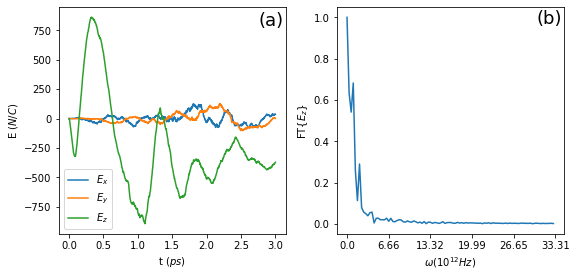 (a)
E (N/C)
750
500
250
0
−250
−500
−750
E_x
E_y
E_z
0.0 0.5 1.0 1.5 2.0 2.5 3.0
t (ps)
(b)
FT{E_z}
1.0
0.8
0.6
0.4
0.2
0.0
0.0 6.66 13.32 19.99 26.65 33.31
ω(10^12Hz)